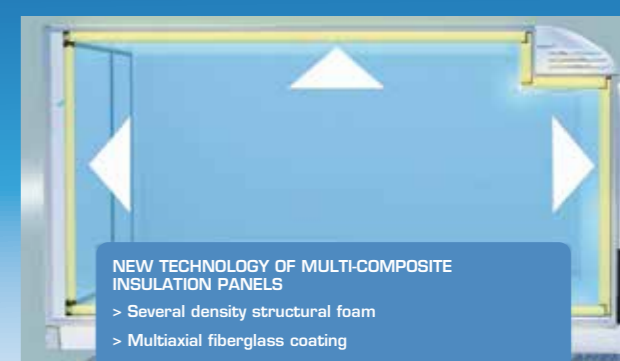 NEW TECHNOLOGY OF MULTI-COMPOSITE
INSULATION PANELS
> Several density structural foam
> Multiaxial fiberglass coating